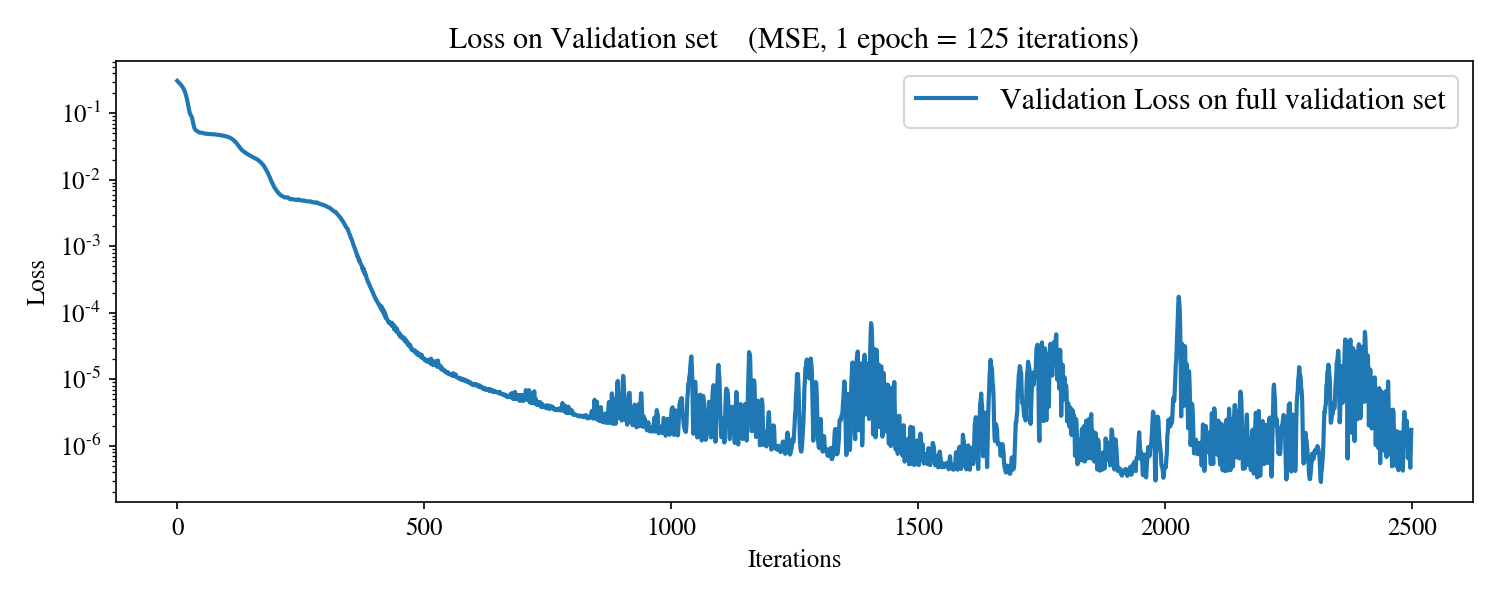 Loss on Validation set (MSE, 1 epoch = 125 iterations)
Validation Loss on full validation set
Loss
10⁻¹
10⁻²
10⁻³
10⁻⁴
10⁻⁵
10⁻⁶
0 500 1000 1500 2000 2500
Iterations